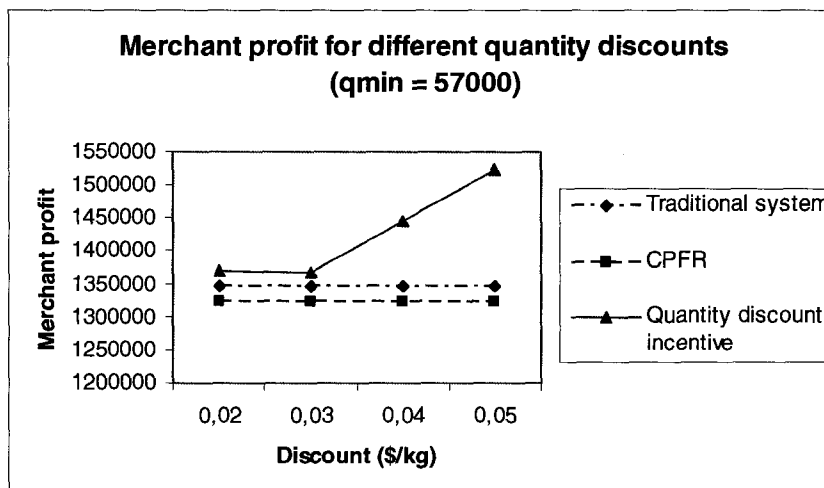 Merchant profit for different quantity discounts
(qmin = 57000)
1550000
1500000
1450000
1400000
1350000
1300000
1250000
1200000
Merchant profit
0,02 0,03 0,04 0,05
Discount ($/kg)
Traditional system
CPFR
Quantity discount
incentive